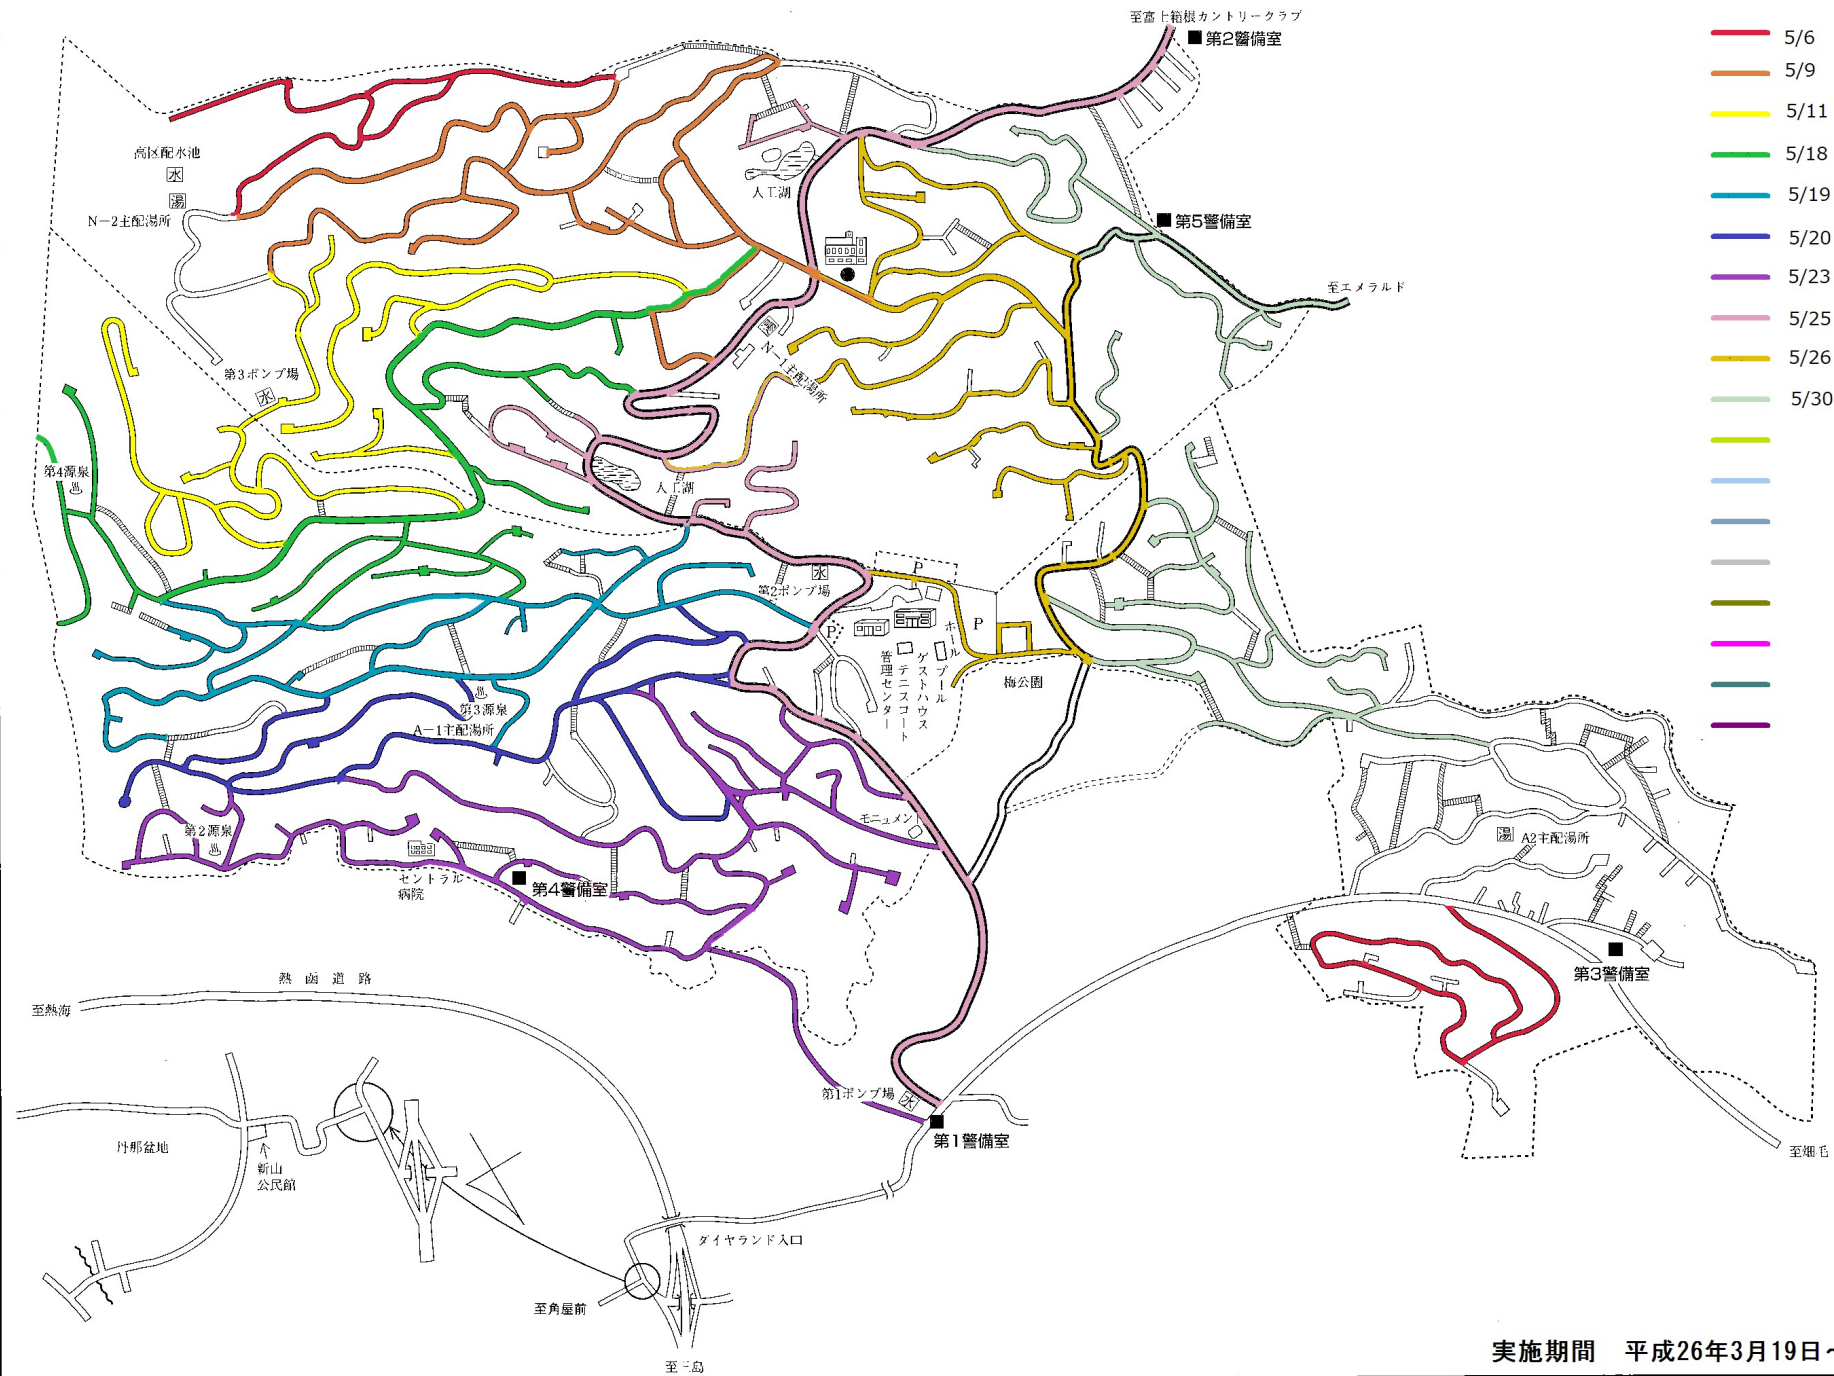 至富士箱根カントリークラブ
第2警備室
5/6
5/9
5/11
5/18
5/19
5/20
5/23
5/25
5/26
5/30
高区配水池
水
湯
N－2主配湯所
人工湖
第5警備室
至エメラルド
N－1主配湯所
第3ポンプ場
水
第4源泉
人工湖
水
第2ポンプ場
P
P
P
ホール
プール
ゲストハウス
テニスコート
管理センター
梅公園
第3源泉
A－1主配湯所
第2源泉
モニュメン
セントラル
病院
第4警備室
湯
A2主配湯所
第3警備室
熱函道路
至熱海
第1ポンプ場
水
第1警備室
至畑毛
丹那盆地
新山
公民館
ダイヤランド入口
至角屋前
至三島
実施期間　平成26年3月19日～